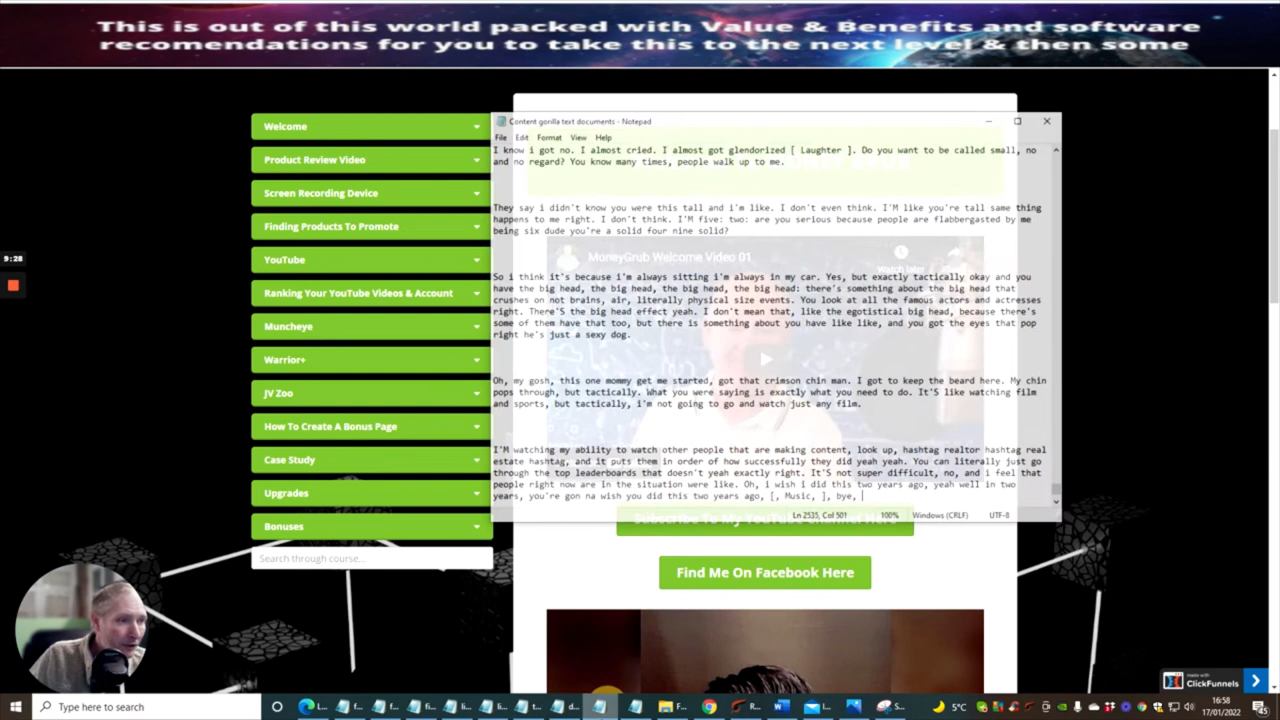 This is out of this world packed with Value & Benefits and software
recomendations for you to take this to the next level & then some
Welcome
Product Review Video
Screen Recording Device
Finding Products To Promote
YouTube
Ranking Your YouTube Videos & Account
Muncheye
Warrior+
JV Zoo
How To Create A Bonus Page
Case Study
Upgrades
Bonuses
Search through course...
9:28
Content gorilla text documents - Notepad
File Edit Format View Help
I know i got no. I almost cried. I almost got glendorized [ Laughter ]. Do you want to be called small, no
and no regard? You know many times, people walk up to me.
They say i didn't know you were this tall and i'm like. I don't even think. I'M like you're tall same thing
happens to me right. I don't think. I'M five: two: are you serious because people are flabbergasted by me
being six dude you're a solid four nine solid?
MoneyGrub Welcome Video 01
Watch later
So i think it's because i'm always sitting i'm always in my car. Yes, but exactly tactically okay and you
have the big head, the big head, the big head, the big head: there's something about the big head that
crushes on not brains, air, literally physical size events. You look at all the famous actors and actresses
right. There'S the big head effect yeah. I don't mean that, like the egotistical big head, because there's
some of them have that too, but there is something about you have like like, and you got the eyes that pop
right he's just a sexy dog.
Oh, my gosh, this one mommy get me started, got that crimson chin man. I got to keep the beard here. My chin
pops through, but tactically. What you were saying is exactly what you need to do. It'S like watching film
and sports, but tactically, i'm not going to go and watch just any film.
I'M watching my ability to watch other people that are making content, look up, hashtag realtor hashtag real
estate hashtag, and it puts them in order of how successfully they did yeah yeah. You can literally just go
through the top leaderboards that doesn't yeah exactly right. It'S not super difficult, no, and i feel that
people right now are In the situation were like. Oh, i wish i did this two years ago, yeah well in two
years, you're gon na wish you did this two years ago, [, Music, ], bye,
Ln 2535, Col 501 100% Windows (CRLF) UTF-8
Subscribe To My YouTube Channel Here
Find Me On Facebook Here
made with
ClickFunnels
Type here to search
5°C
16:58
17/01/2022
45